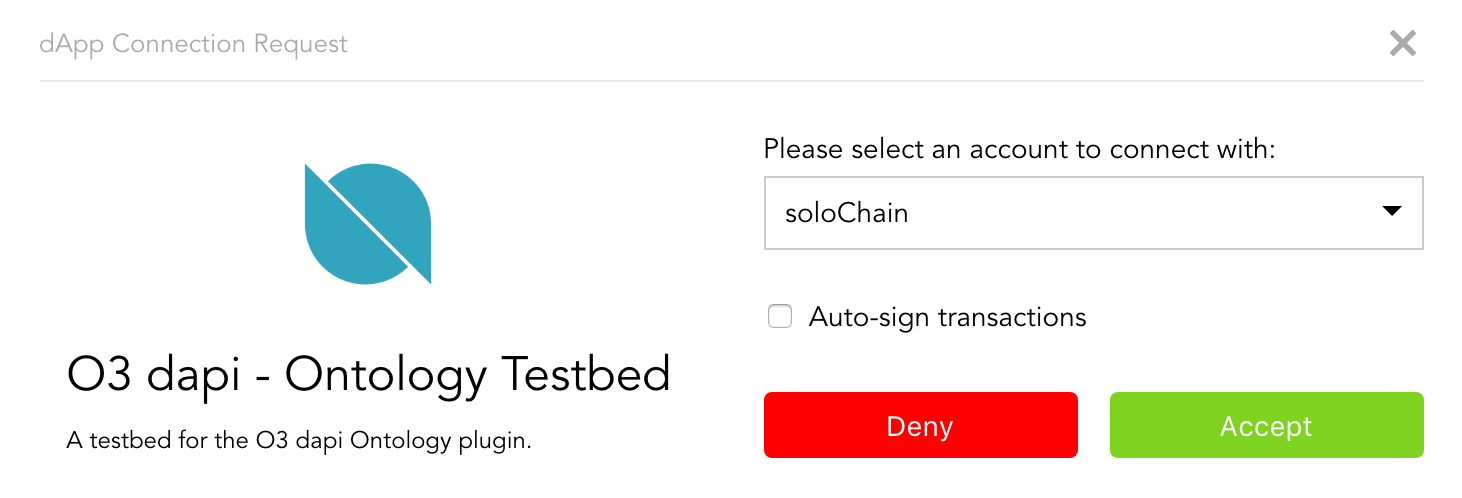 dApp Connection Request
Please select an account to connect with:
soloChain
Auto-sign transactions
O3 dapi - Ontology Testbed
A testbed for the O3 dapi Ontology plugin.
Deny
Accept